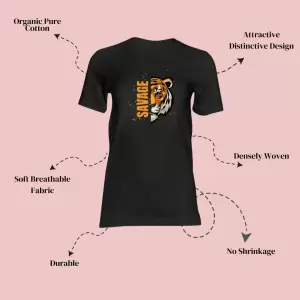 Organic Pure
Cotton
Attractive
Distinctive Design
SAVAGE
Densely Woven
Soft Breathable
Fabric
No Shrinkage
Durable